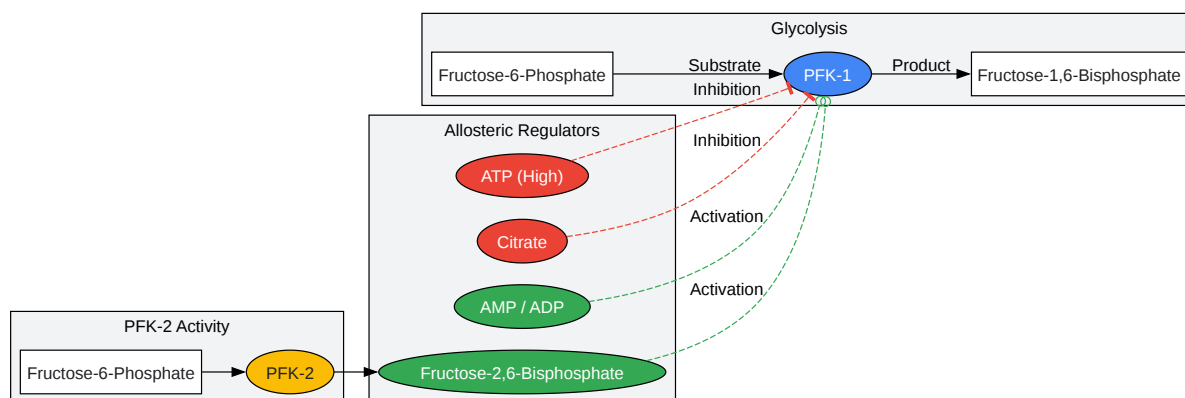 Glycolysis
Fructose-6-Phosphate
Substrate
PFK-1
Product
Fructose-1,6-Bisphosphate
Inhibition
Allosteric Regulators
ATP (High)
Inhibition
Citrate
Activation
AMP / ADP
Activation
PFK-2 Activity
Fructose-6-Phosphate
PFK-2
Fructose-2,6-Bisphosphate